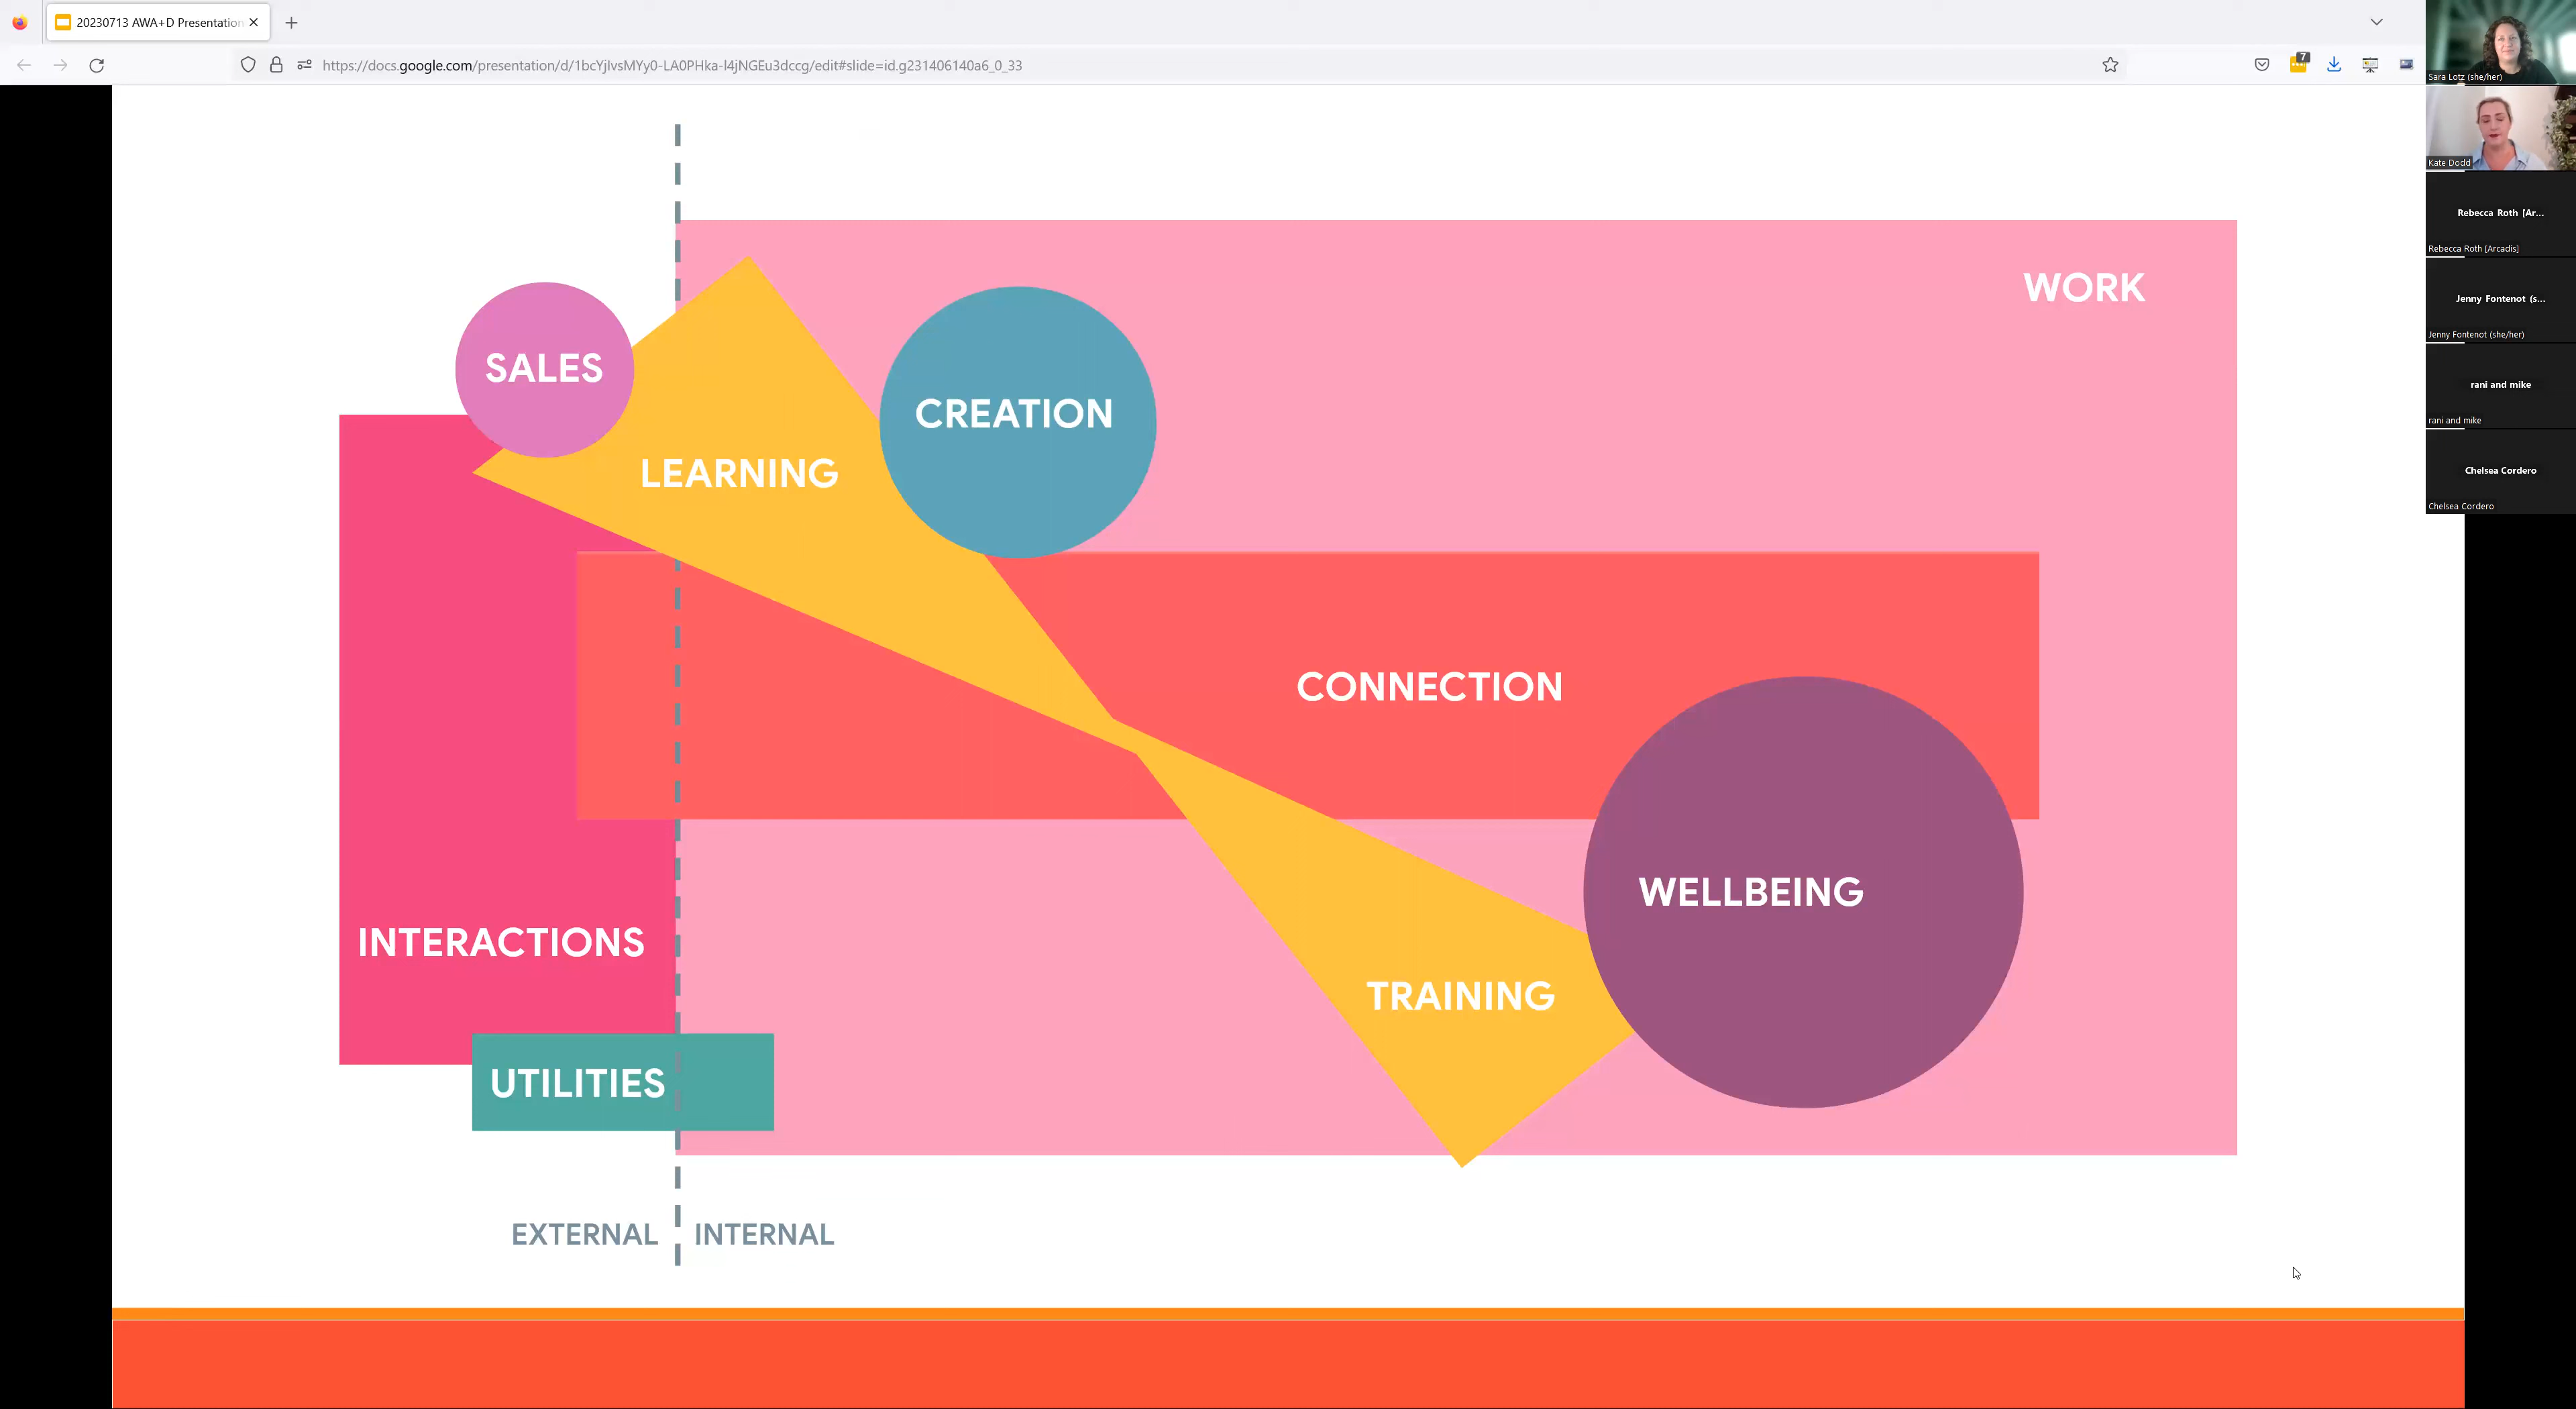 20230713 AWA+D Presentation
https://docs.google.com/presentation/d/1bcYjlvsMYy0-LA0PHka-l4jNGEu3dccg/edit#slide=id.g231406140a6_0_33
7
Sara Lotz (she/her)
Kate Dodd
Rebecca Roth [Ar...
Rebecca Roth [Arcadis]
Jenny Fontenot (s...
Jenny Fontenot (she/her)
rani and mike
rani and mike
Chelsea Cordero
Chelsea Cordero
WORK
SALES
CREATION
LEARNING
CONNECTION
WELLBEING
INTERACTIONS
TRAINING
UTILITIES
EXTERNAL
INTERNAL